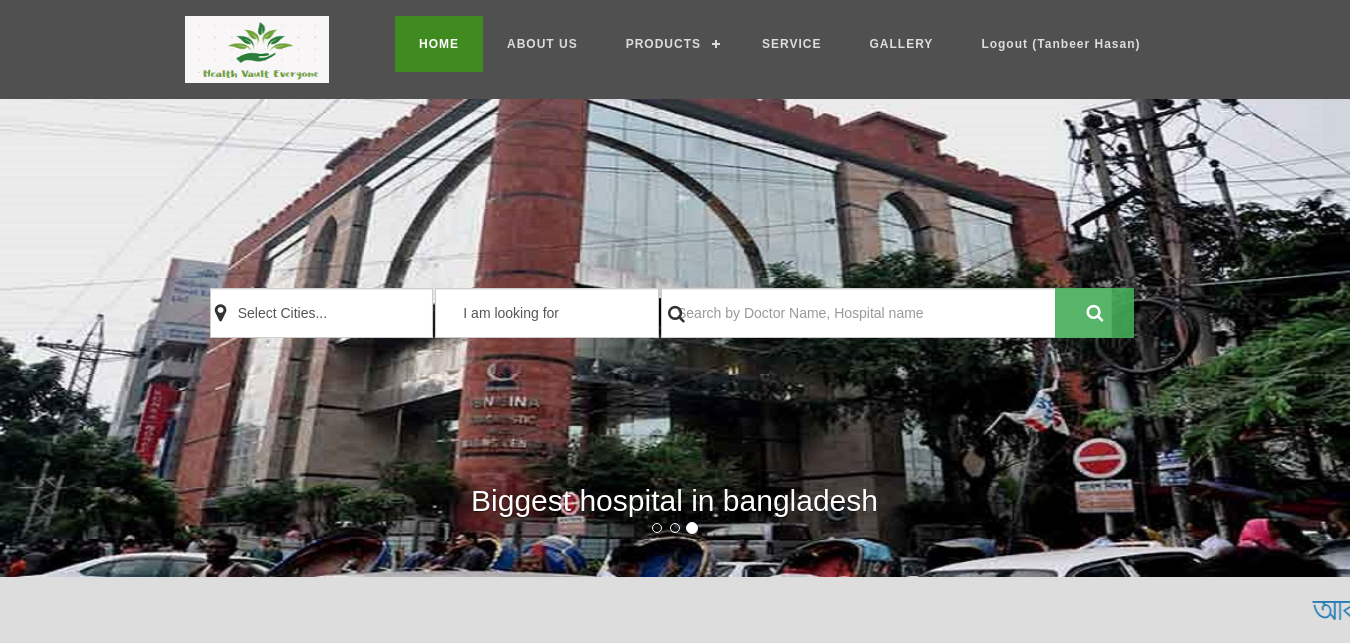 Health Vault Everyone
HOME
ABOUT US
PRODUCTS +
SERVICE
GALLERY
Logout (Tanbeer Hasan)
Select Cities...
I am looking for
Search by Doctor Name, Hospital name
Biggest hospital in bangladesh